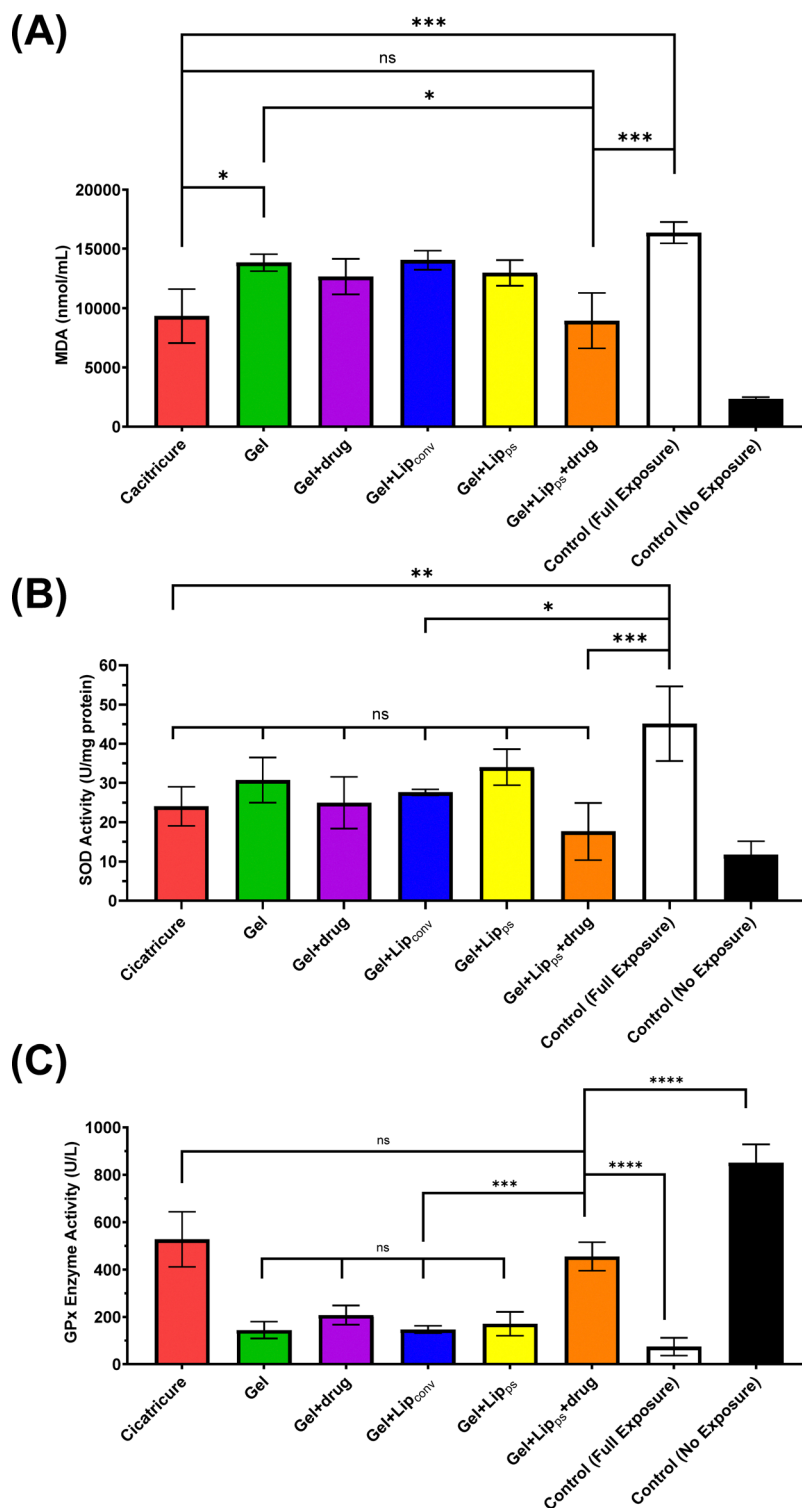 (A)
***
ns
*
***
*
MDA (nmol/mL)
20000
15000
10000
5000
0
Cacitricure
Gel
Gel+drug
Gel+Lipconv
Gel+Lipps
Gel+Lipps+drug
Control (Full Exposure)
Control (No Exposure)
(B)
**
*
***
ns
SOD Activity (U/mg protein)
60
50
40
30
20
10
0
Cicatricure
Gel
Gel+drug
Gel+Lipconv
Gel+Lipps
Gel+Lipps+drug
Control (Full Exposure)
Control (No Exposure)
(C)
****
ns
****
***
ns
GPx Enzyme Activity (U/L)
1000
800
600
400
200
0
Cicatricure
Gel
Gel+drug
Gel+Lipconv
Gel+Lipps
Gel+Lipps+drug
Control (Full Exposure)
Control (No Exposure)